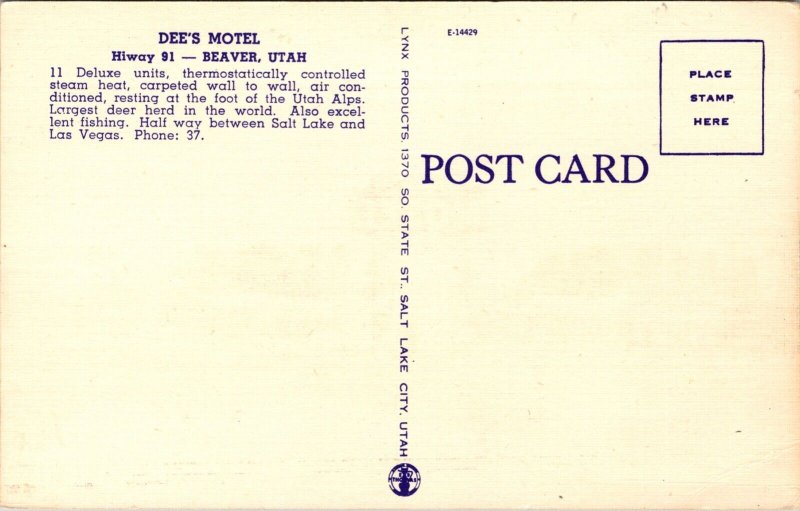 DEE'S MOTEL
Hiway 91 — BEAVER, UTAH
11 Deluxe units, thermostatically controlled
steam heat, carpeted wall to wall, air con-
ditioned, resting at the foot of the Utah Alps.
Largest deer herd in the world. Also excel-
lent fishing. Half way between Salt Lake and
Las Vegas. Phone: 37.
LYNX PRODUCTS, 1370 SO. STATE ST., SALT LAKE CITY, UTAH
E-14429
PLACE
STAMP
HERE
POST CARD